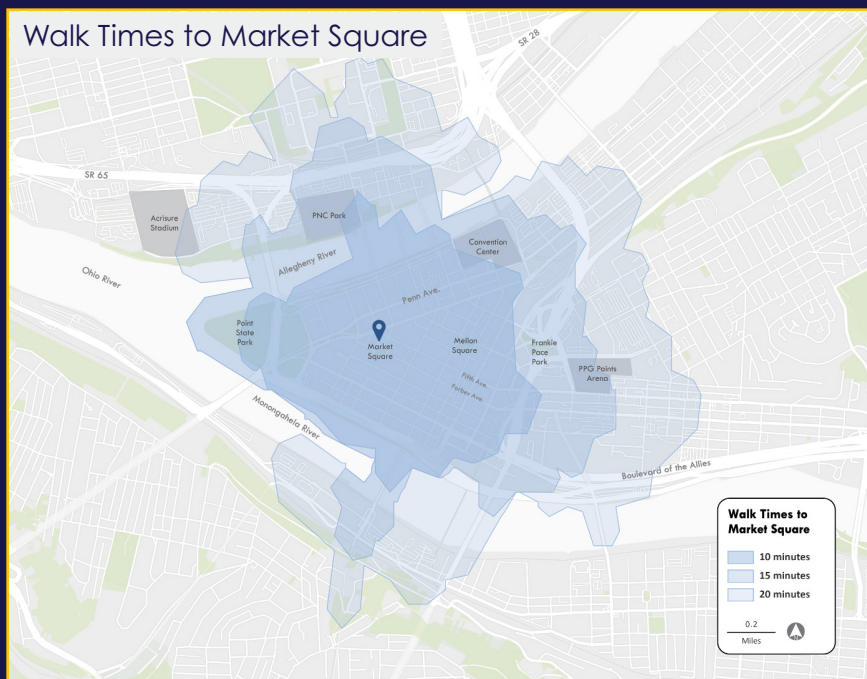 Walk Times to Market Square
SR 28
SR 65
Acrisure
Stadium
PNC Park
Convention
Center
Allegheny River
Ohio River
Penn Ave.
Point
State
Park
Market
Square
Mellon
Square
Frankie
Pace
Park
PPG Paints
Arena
Fifth Ave.
Forbes Ave.
Monongahela River
Boulevard of the Allies
Walk Times to
Market Square
10 minutes
15 minutes
20 minutes
0.2
Miles